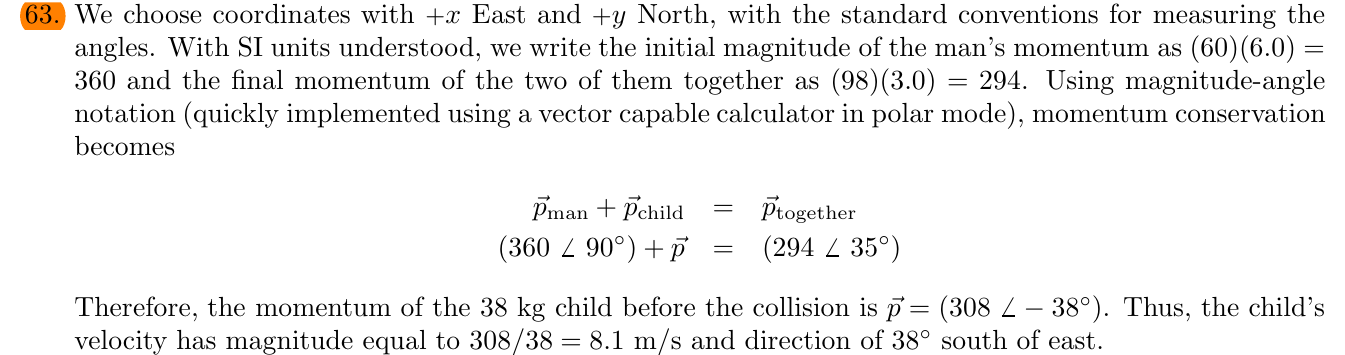 63. We choose coordinates with +x East and +y North, with the standard conventions for measuring the
angles. With SI units understood, we write the initial magnitude of the man's momentum as (60)(6.0) =
360 and the final momentum of the two of them together as (98)(3.0) = 294. Using magnitude-angle
notation (quickly implemented using a vector capable calculator in polar mode), momentum conservation
becomes
p⃗man + p⃗child = p⃗together
(360 ∠ 90°) + p⃗ = (294 ∠ 35°)
Therefore, the momentum of the 38 kg child before the collision is p⃗ = (308 ∠ − 38°). Thus, the child's
velocity has magnitude equal to 308/38 = 8.1 m/s and direction of 38° south of east.